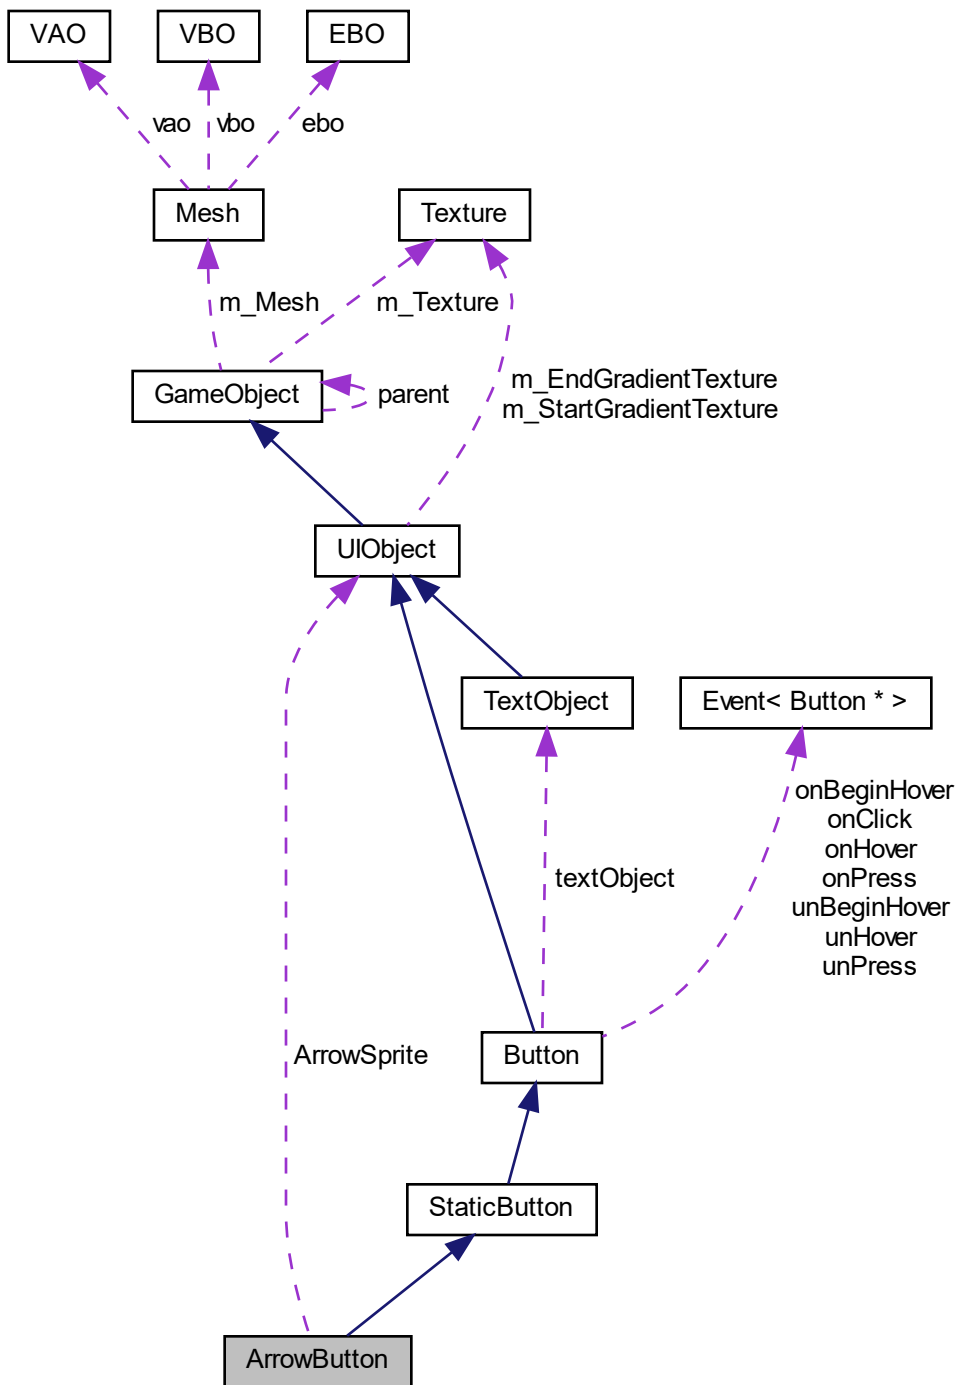 VAO
VBO
EBO
vao
vbo
ebo
Mesh
Texture
m_Mesh
m_Texture
GameObject
parent
m_EndGradientTexture
m_StartGradientTexture
UIObject
TextObject
Event< Button * >
onBeginHover
onClick
onHover
onPress
unBeginHover
unHover
unPress
textObject
Button
ArrowSprite
StaticButton
ArrowButton